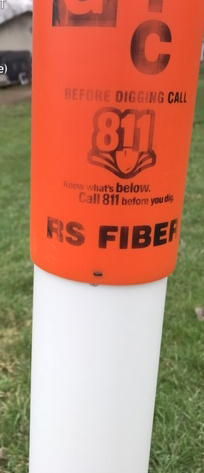 C
BEFORE DIGGING CALL
811
Know what's below.
Call 811 before you dig.
RS FIBER